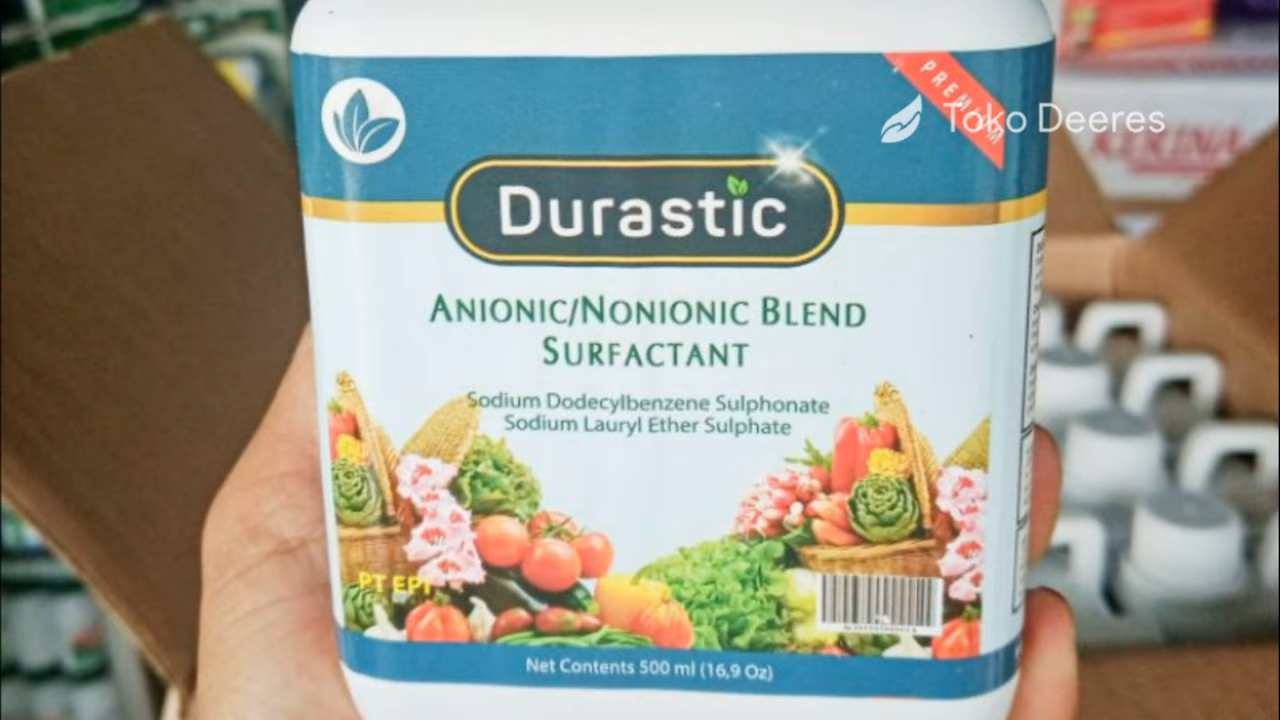 PREMIUM
Toko Deeres
Durastic
ANIONIC/NONIONIC BLEND
SURFACTANT
Sodium Dodecylbenzene Sulphonate
Sodium Lauryl Ether Sulphate
PT EPI
Net Contents 500 ml (16,9 Oz)